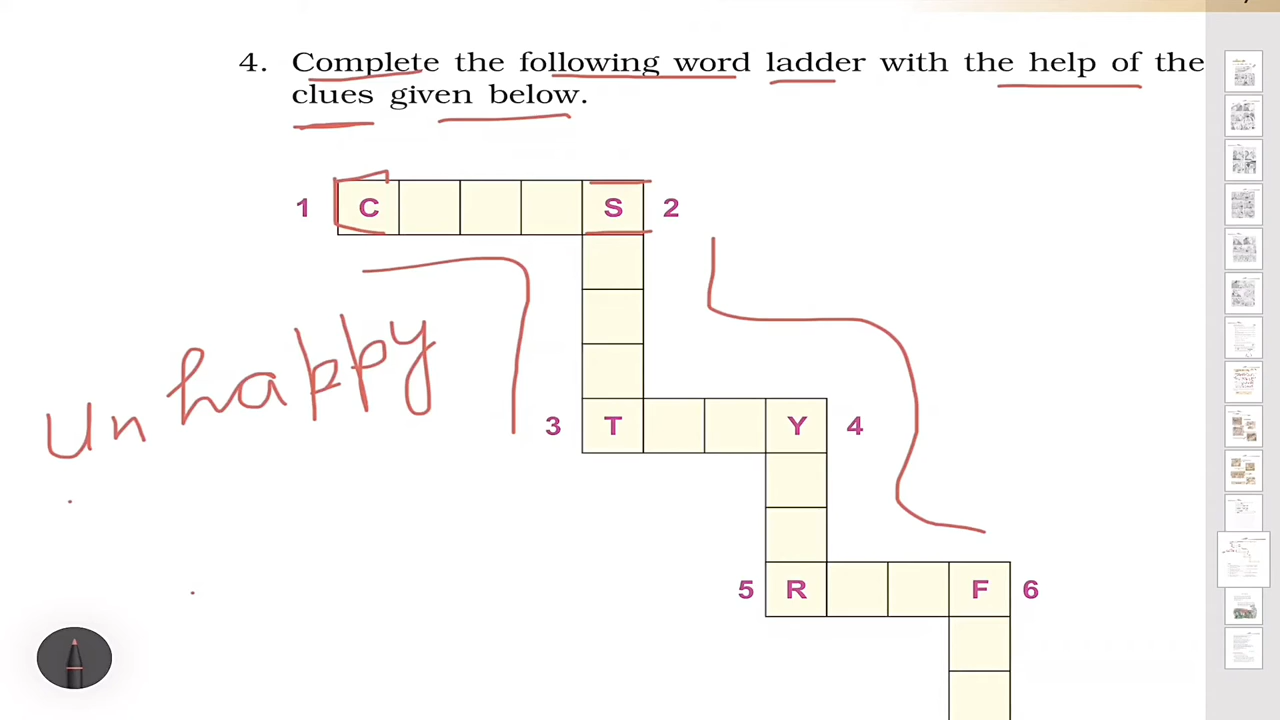 4. Complete the following word ladder with the help of the
clues given below.
1 C S 2
unhappy
3 T Y 4
5 R F 6